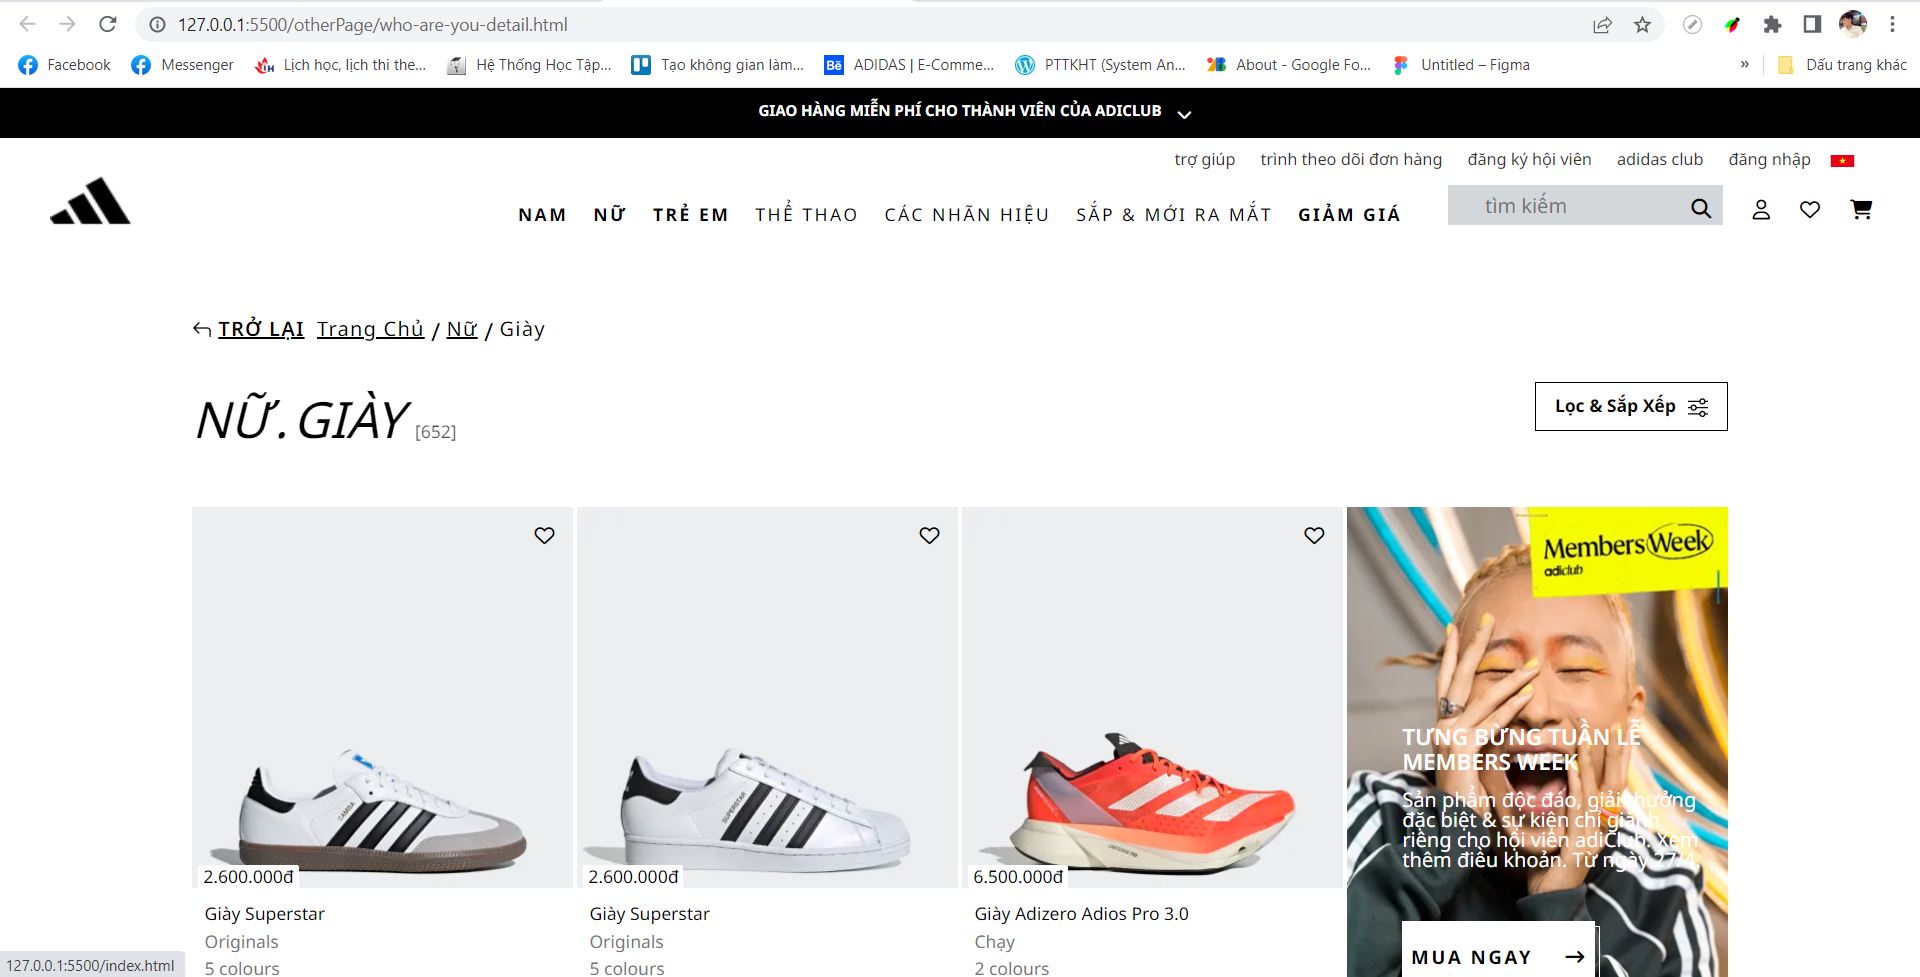 127.0.0.1:5500/otherPage/who-are-you-detail.html
Facebook Messenger Lịch học, lịch thi the... Hệ Thống Học Tập... Tạo không gian làm... ADIDAS | E-Comme... PTTKHT (System An... About - Google Fo... Untitled – Figma » Dấu trang khác
GIAO HÀNG MIỄN PHÍ CHO THÀNH VIÊN CỦA ADICLUB
trợ giúp trình theo dõi đơn hàng đăng ký hội viên adidas club đăng nhập
NAM NỮ TRẺ EM THỂ THAO CÁC NHÃN HIỆU SẮP & MỚI RA MẮT GIẢM GIÁ tìm kiếm
TRỞ LẠI Trang Chủ / Nữ / Giày
NỮ.GIÀY [652]
Lọc & Sắp Xếp
Members Week
adiclub
SAMBA
SUPERSTAR
TƯNG BỪNG TUẦN LỄ
MEMBERS WEEK
Sản phẩm độc đáo, giải thưởng
đặc biệt & sự kiện chỉ giành
riêng cho hội viên adiClub. Xem
thêm điều khoản. Từ ngày 27/4.
MUA NGAY
2.600.000đ
Giày Superstar
Originals
5 colours
2.600.000đ
Giày Superstar
Originals
5 colours
6.500.000đ
Giày Adizero Adios Pro 3.0
Chạy
2 colours
127.0.0.1:5500/index.html